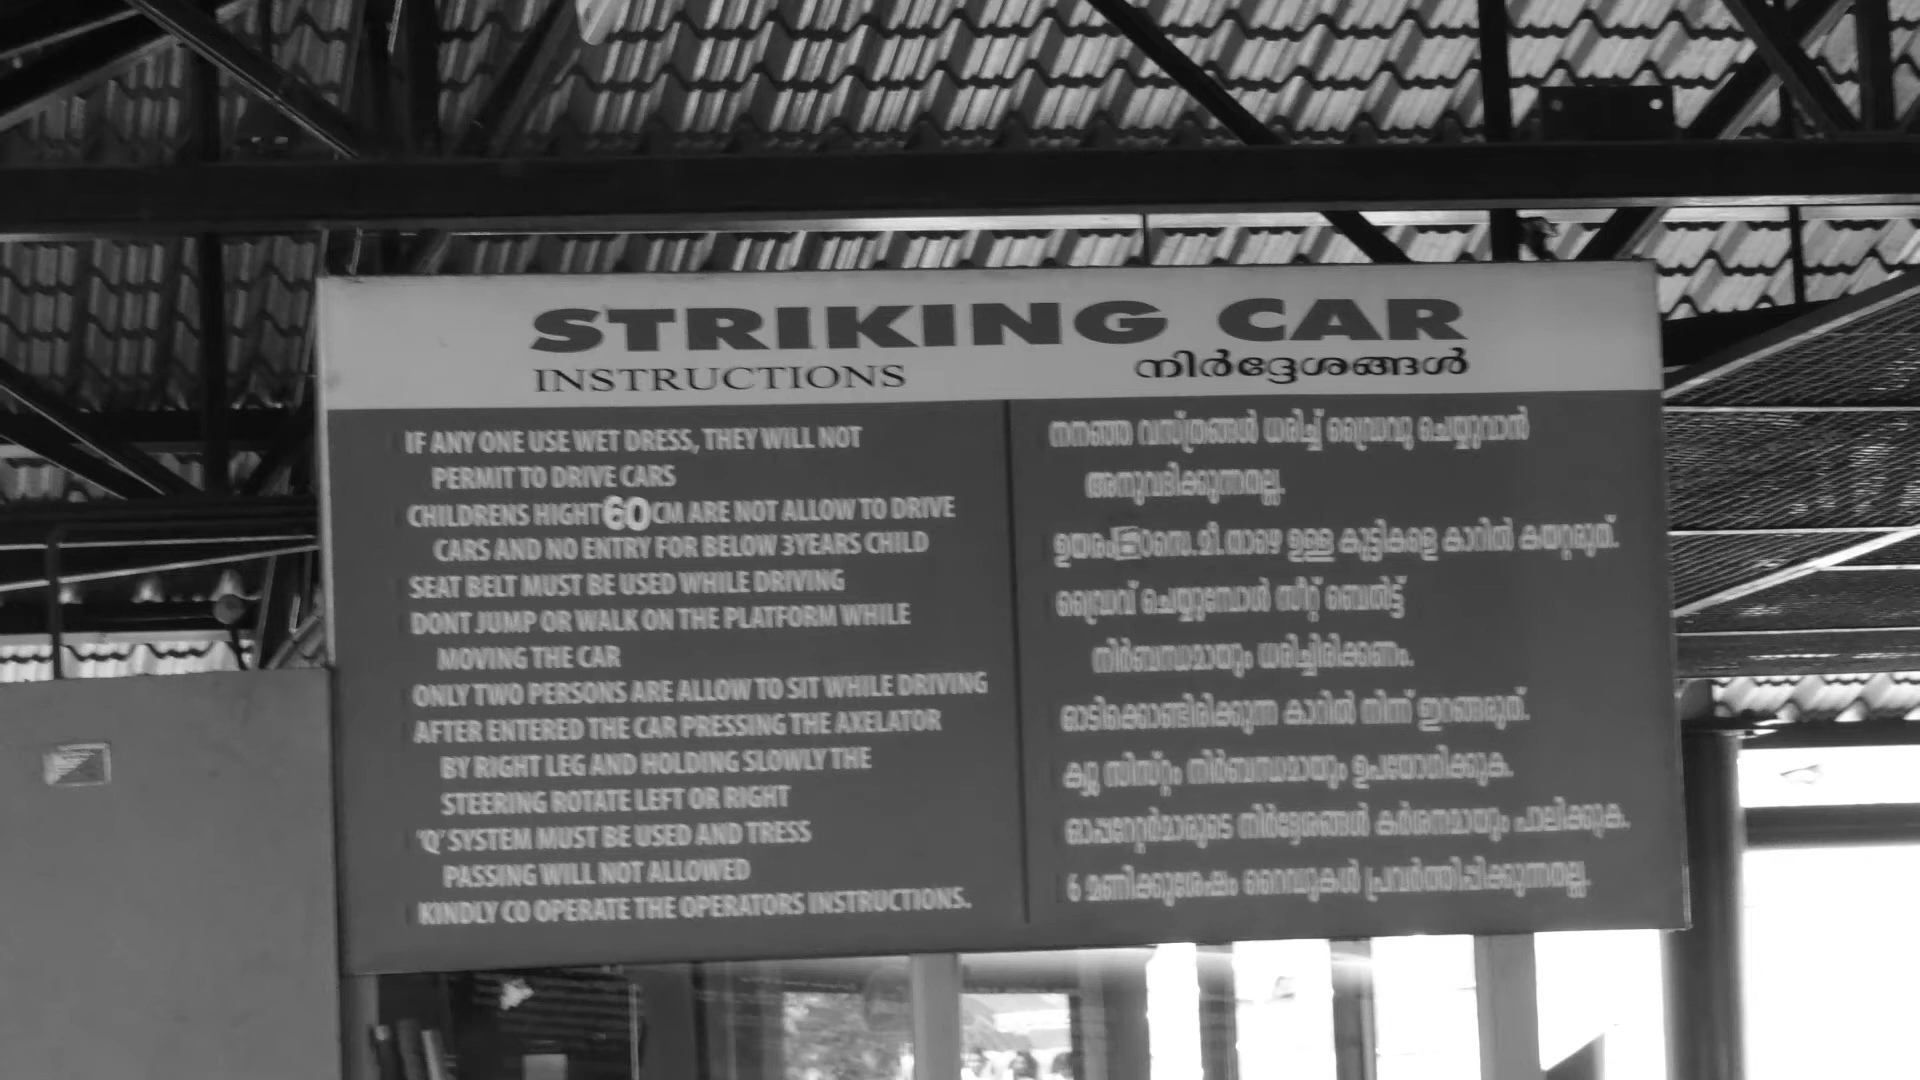 STRIKING CAR
INSTRUCTIONS
IF ANY ONE USE WET DRESS, THEY WILL NOT
PERMIT TO DRIVE CARS
CHILDRENS HIGHT 60 CM ARE NOT ALLOW TO DRIVE
CARS AND NO ENTRY FOR BELOW 3YEARS CHILD
SEAT BELT MUST BE USED WHILE DRIVING
DONT JUMP OR WALK ON THE PLATFORM WHILE
MOVING THE CAR
ONLY TWO PERSONS ARE ALLOW TO SIT WHILE DRIVING
AFTER ENTERED THE CAR PRESSING THE AXELATOR
BY RIGHT LEG AND HOLDING SLOWLY THE
STEERING ROTATE LEFT OR RIGHT
'Q' SYSTEM MUST BE USED AND TRESS
PASSING WILL NOT ALLOWED
KINDLY CO OPERATE THE OPERATORS INSTRUCTIONS.
നിർദ്ദേശങ്ങൾ
നനഞ്ഞ വസ്ത്രങ്ങൾ ധരിച്ച് ഡ്രൈവു ചെയ്യുവാൻ
അനുവദിക്കുന്നതല്ല.
സെ.മീ.താഴെ ഉള്ള കുട്ടികളെ കാറിൽ കയറ്റരുത്.
ഡ്രൈവ് ചെയ്യുമ്പോൾ സീറ്റ് ബെൽട്ട്
നിർബന്ധമായും ധരിച്ചിരിക്കണം.
ഓടിക്കൊണ്ടിരിക്കുന്ന കാറിൽ നിന്ന് ഇറങ്ങരുത്.
ക്യൂ സിസ്റ്റം നിർബന്ധമായും ഉപയോഗിക്കുക.
ഓപ്പറേറ്റർമാരുടെ നിർദ്ദേശങ്ങൾ കർശനമായും പാലിക്കുക.
6 മണിക്കുശേഷം റൈഡുകൾ പ്രവർത്തിപ്പിക്കുന്നതല്ല.